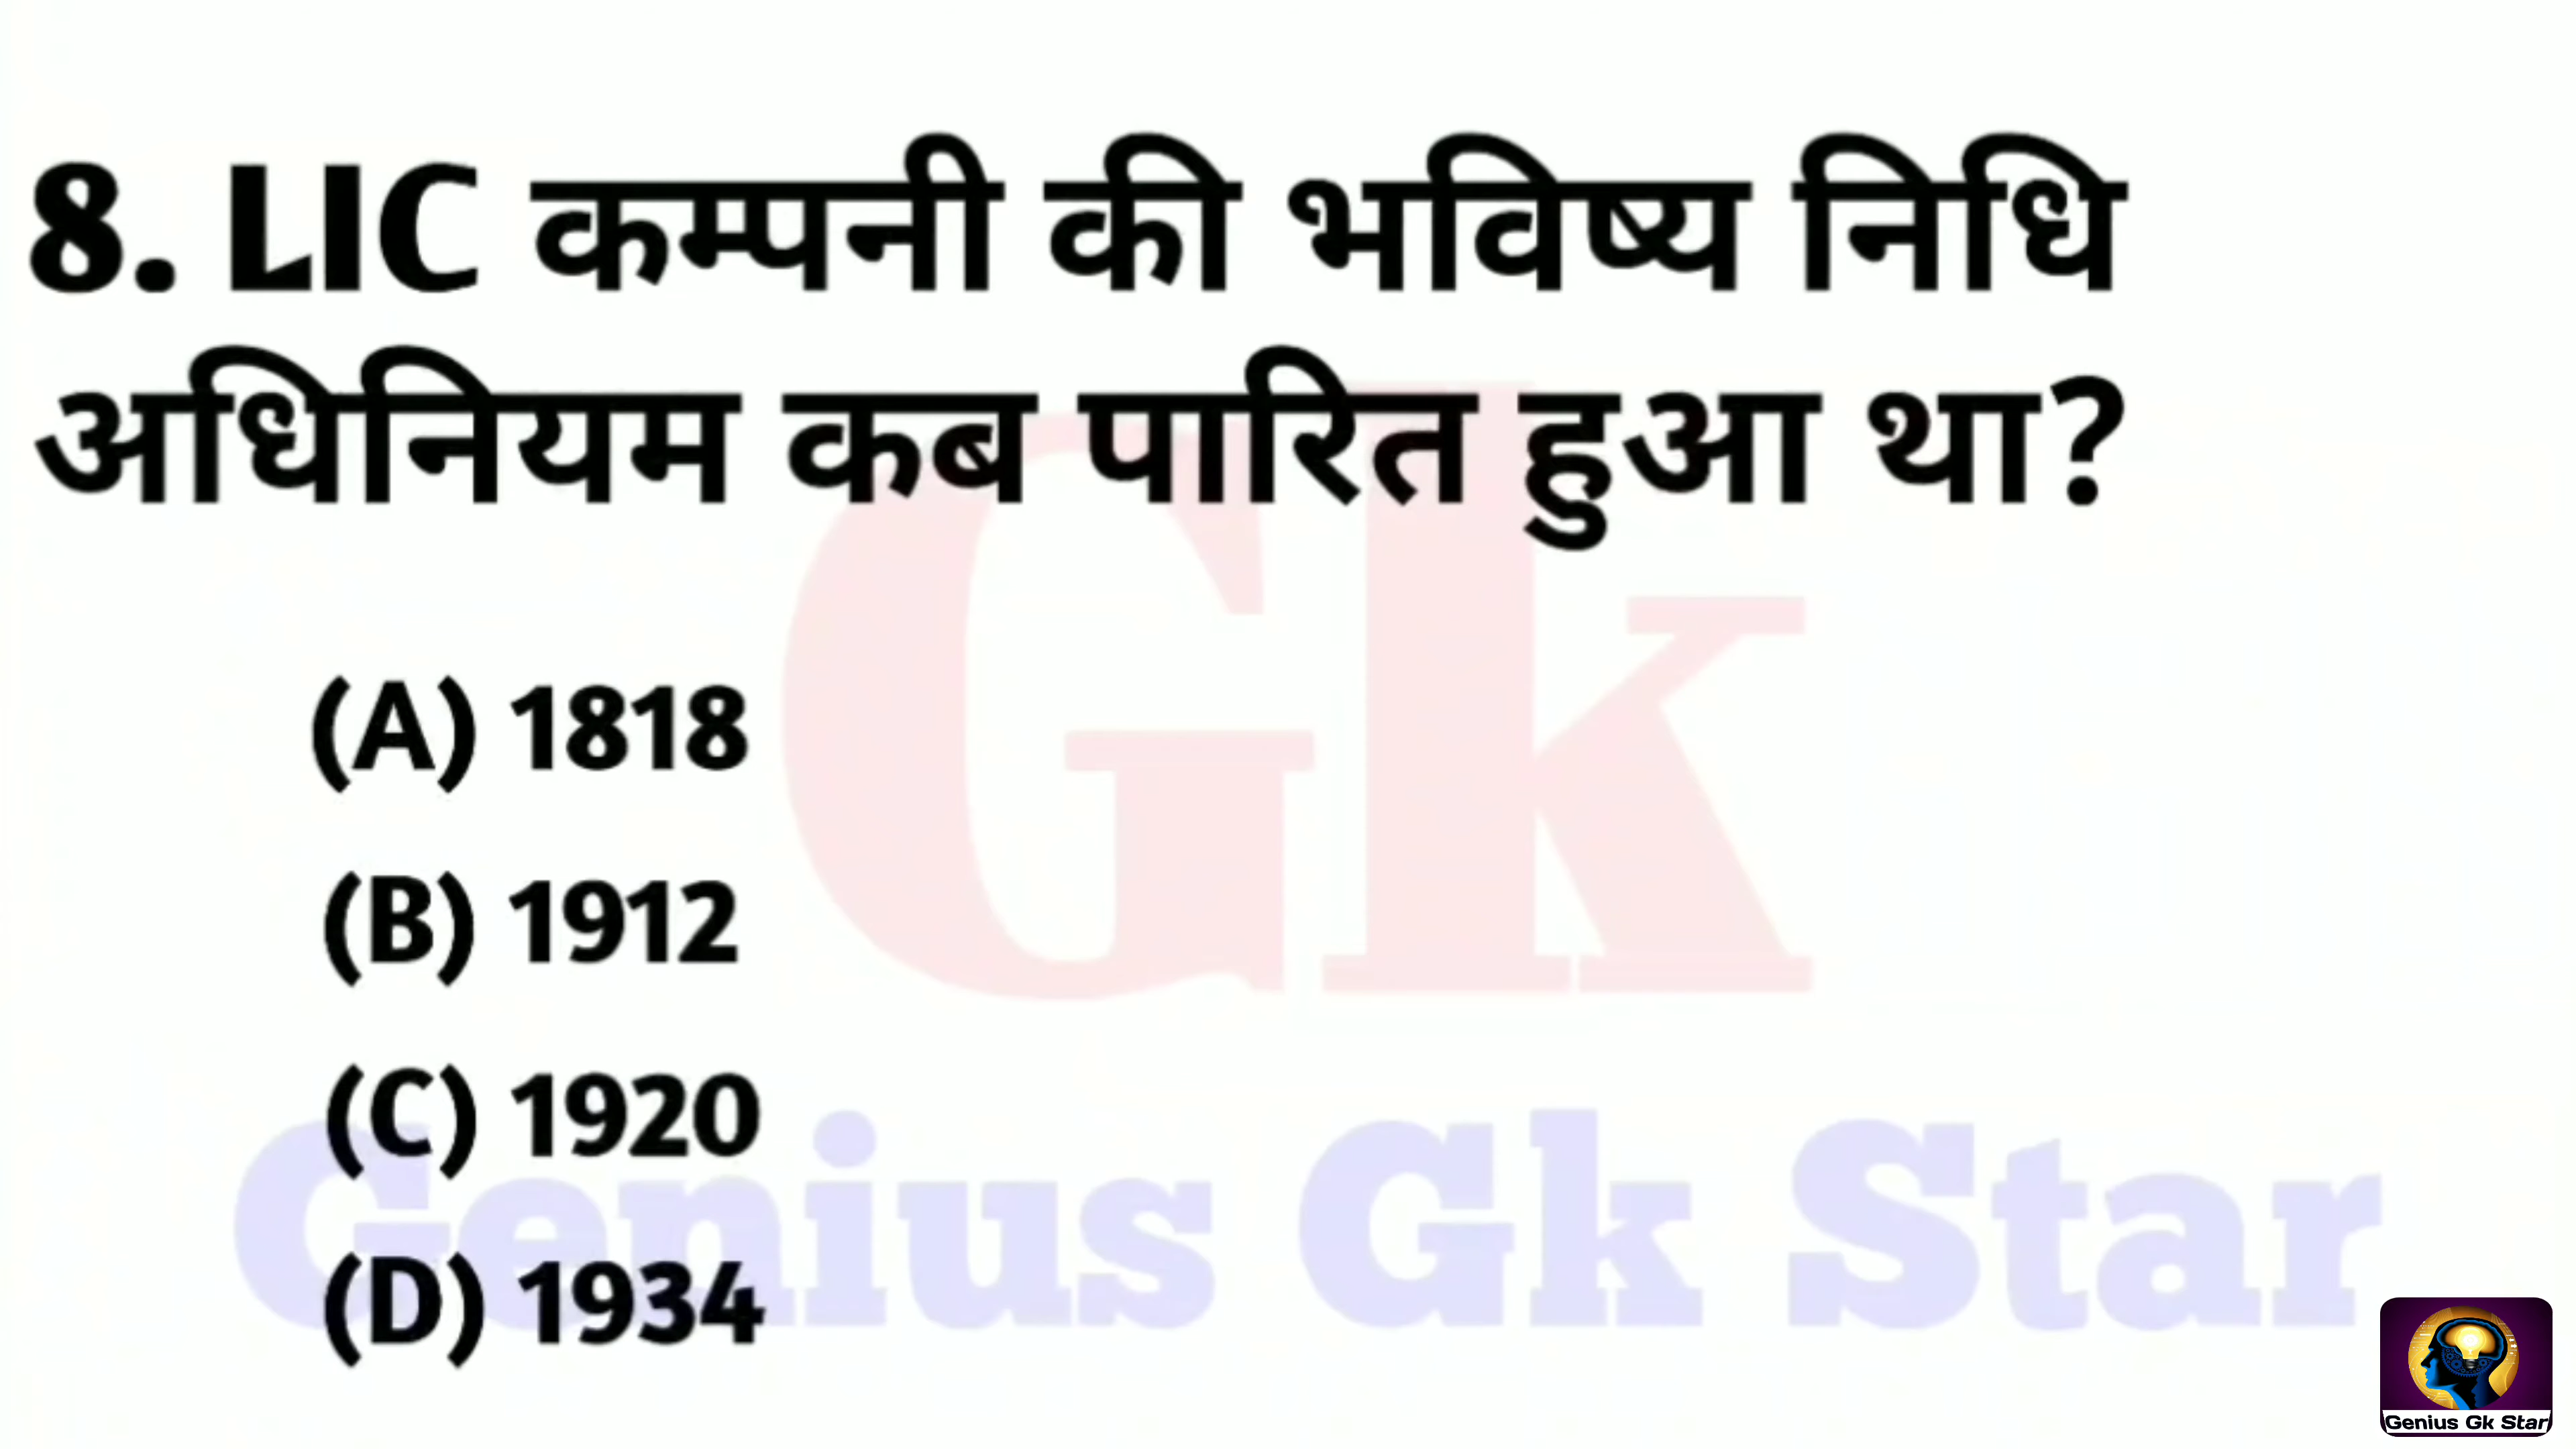 8. LIC कम्पनी की भविष्य निधि
अधिनियम कब पारित हुआ था?
(A) 1818
(B) 1912
(C) 1920
(D) 1934
Gk
Genius Gk Star
Genius Gk Star